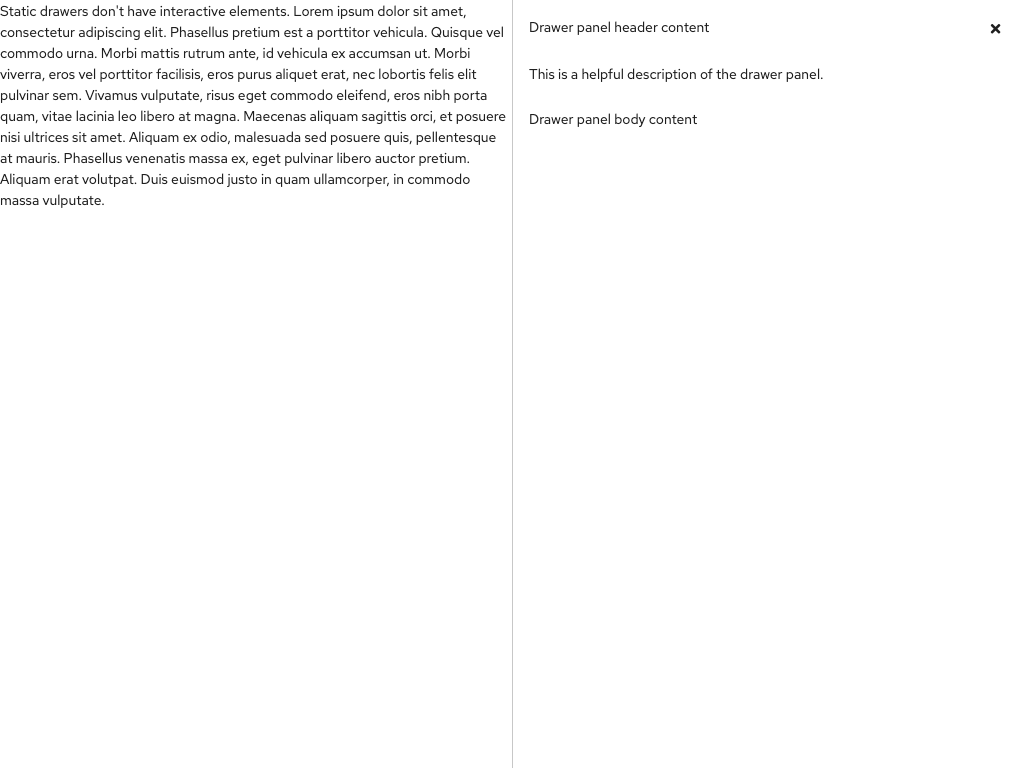 Static drawers don't have interactive elements. Lorem ipsum dolor sit amet,
consectetur adipiscing elit. Phasellus pretium est a porttitor vehicula. Quisque vel
commodo urna. Morbi mattis rutrum ante, id vehicula ex accumsan ut. Morbi
viverra, eros vel porttitor facilisis, eros purus aliquet erat, nec lobortis felis elit
pulvinar sem. Vivamus vulputate, risus eget commodo eleifend, eros nibh porta
quam, vitae lacinia leo libero at magna. Maecenas aliquam sagittis orci, et posuere
nisi ultrices sit amet. Aliquam ex odio, malesuada sed posuere quis, pellentesque
at mauris. Phasellus venenatis massa ex, eget pulvinar libero auctor pretium.
Aliquam erat volutpat. Duis euismod justo in quam ullamcorper, in commodo
massa vulputate.
Drawer panel header content
This is a helpful description of the drawer panel.
Drawer panel body content